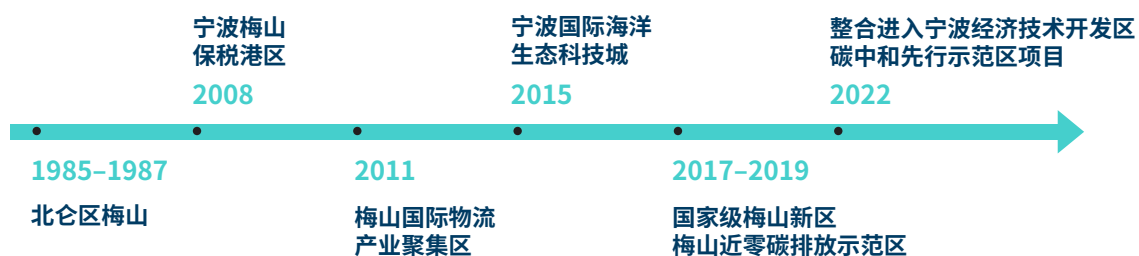 宁波梅山
保税港区
2008
宁波国际海洋
生态科技城
2015
整合进入宁波经济技术开发区
碳中和先行示范区项目
2022
1985–1987
北仑区梅山
2011
梅山国际物流
产业聚集区
2017–2019
国家级梅山新区
梅山近零碳排放示范区